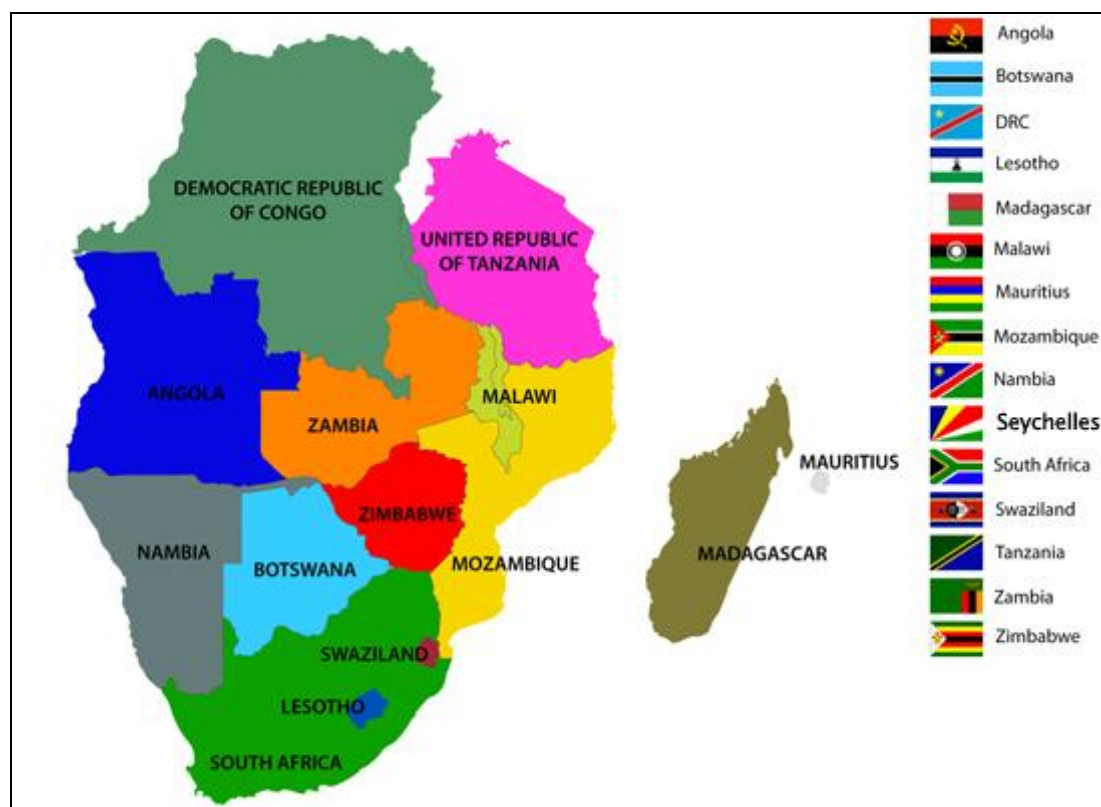 DEMOCRATIC REPUBLIC
OF CONGO
UNITED REPUBLIC
OF TANZANIA
ANGOLA
ZAMBIA
MALAWI
NAMBIA
BOTSWANA
ZIMBABWE
MOZAMBIQUE
SWAZILAND
LESOTHO
SOUTH AFRICA
MADAGASCAR
MAURITIUS
Angola
Botswana
DRC
Lesotho
Madagascar
Malawi
Mauritius
Mozambique
Nambia
Seychelles
South Africa
Swaziland
Tanzania
Zambia
Zimbabwe